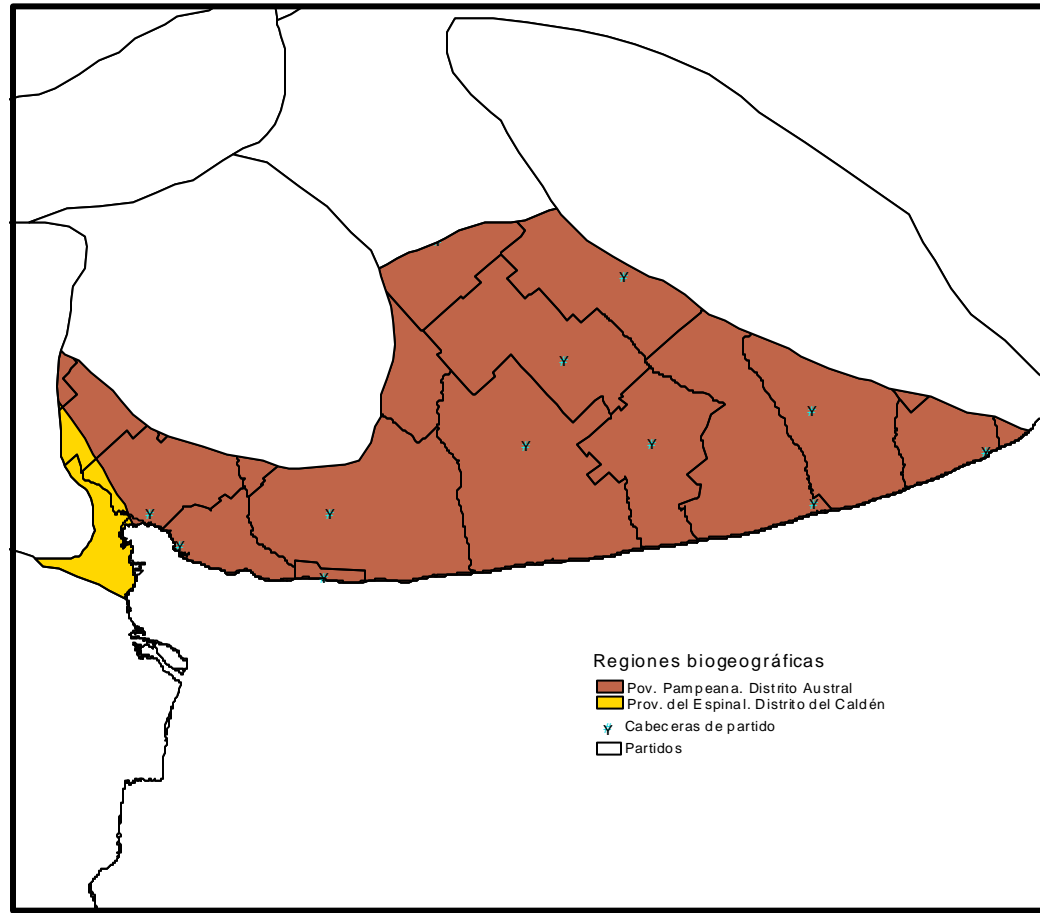 Regiones biogeográficas
Pov. Pampeana. Distrito Austral
Prov. del Espinal. Distrito del Caldén
Cabeceras de partido
Partidos